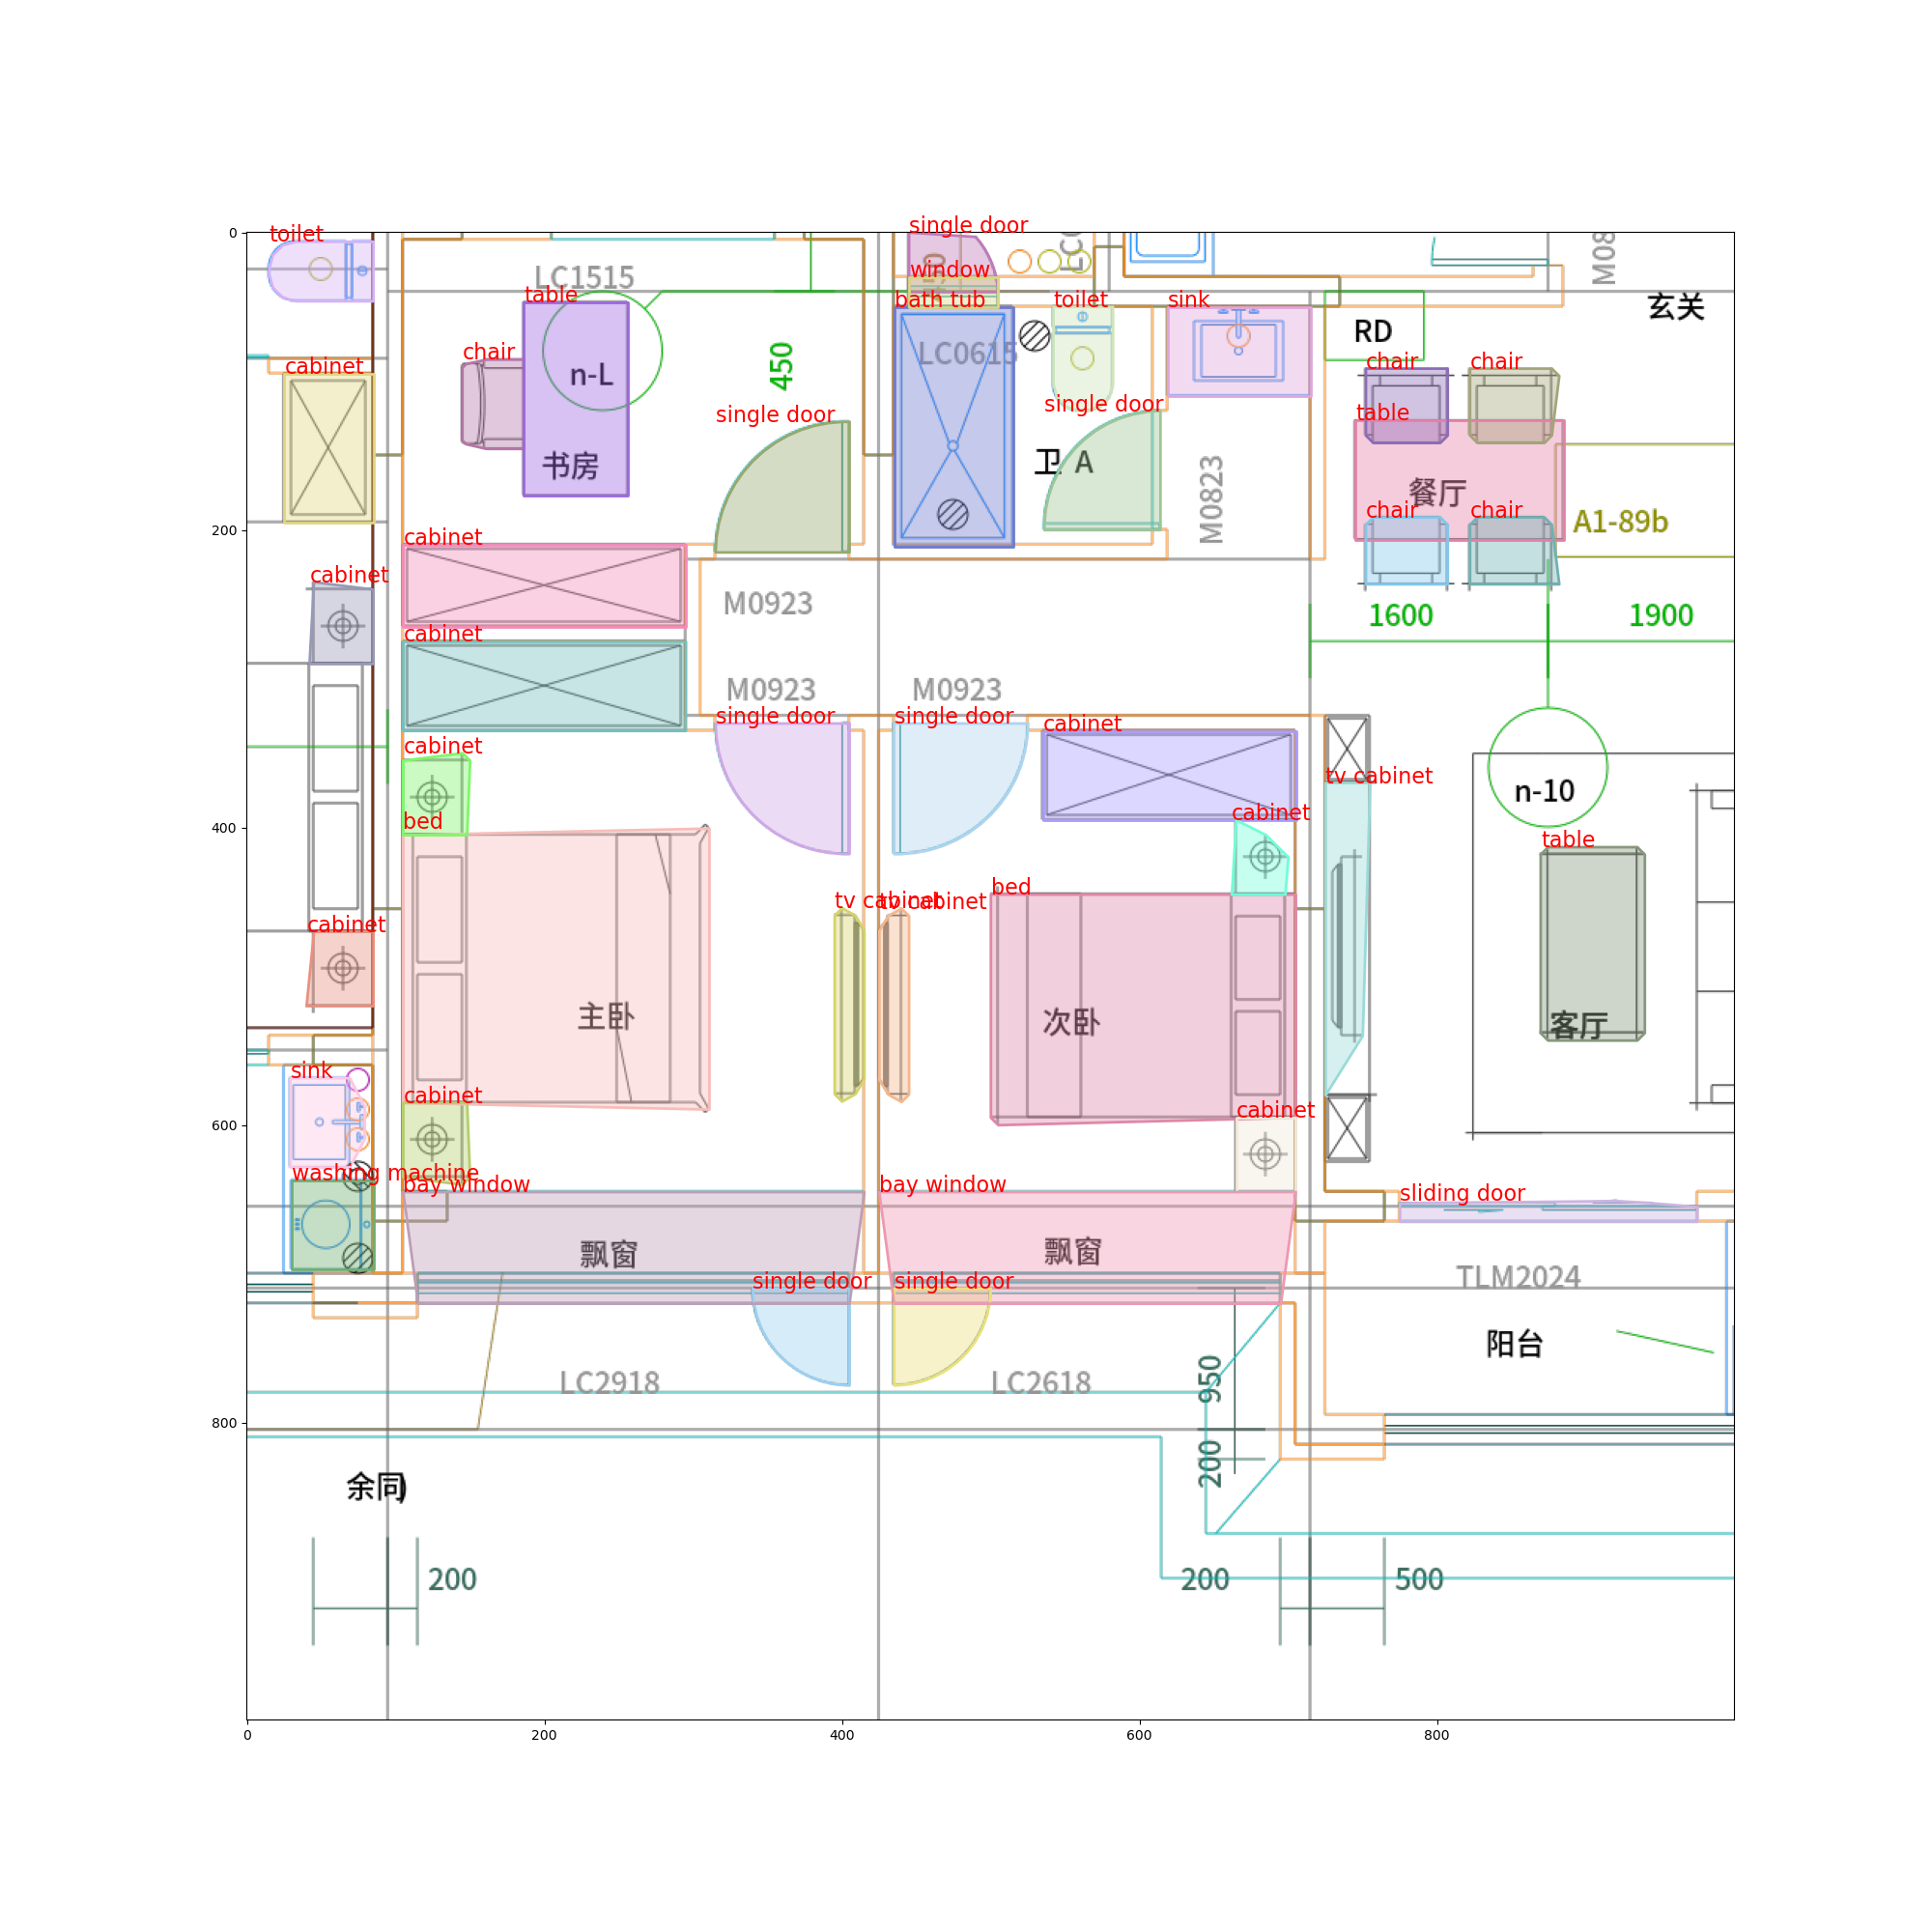 0
200
400
600
800
0
200
400
600
800
single door
toilet
LC1515
window
450
table
bath tub
toilet
sink
M08
玄关
RD
LC0615
chair
cabinet
n-L
chair
chair
single door
single door
table
书房
卫
A
M0823
餐厅
chair
chair
A1-89b
cabinet
cabinet
M0923
1600
1900
cabinet
M0923
M0923
single door
single door
cabinet
cabinet
tv cabinet
n-10
cabinet
bed
table
cabinet
bed
tv cabinet
tv cabinet
主卧
次卧
客厅
sink
cabinet
cabinet
washing machine
bay window
bay window
sliding door
飘窗
飘窗
single door
single door
TLM2024
阳台
LC2918
LC2618
950
200
余同)
200
200
500